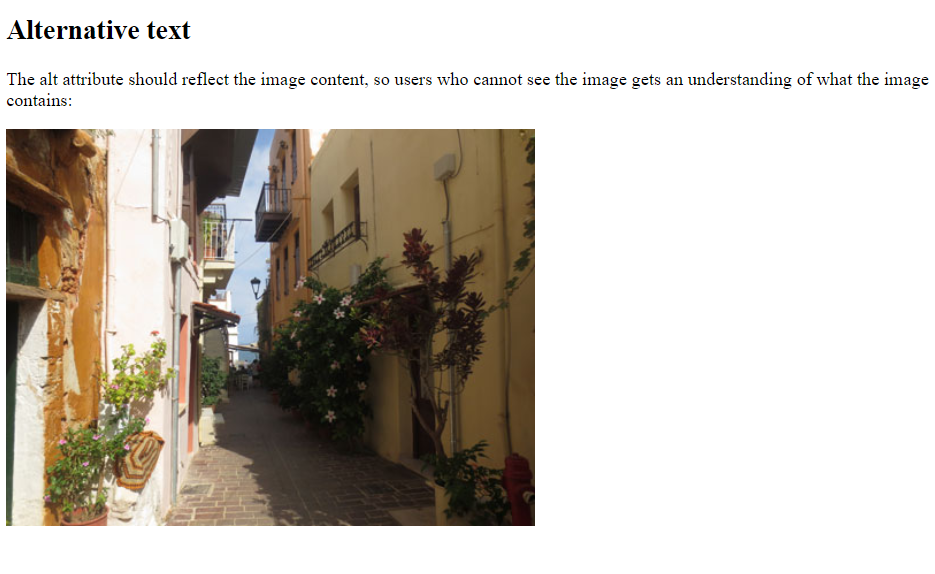 Alternative text
The alt attribute should reflect the image content, so users who cannot see the image gets an understanding of what the image
contains: